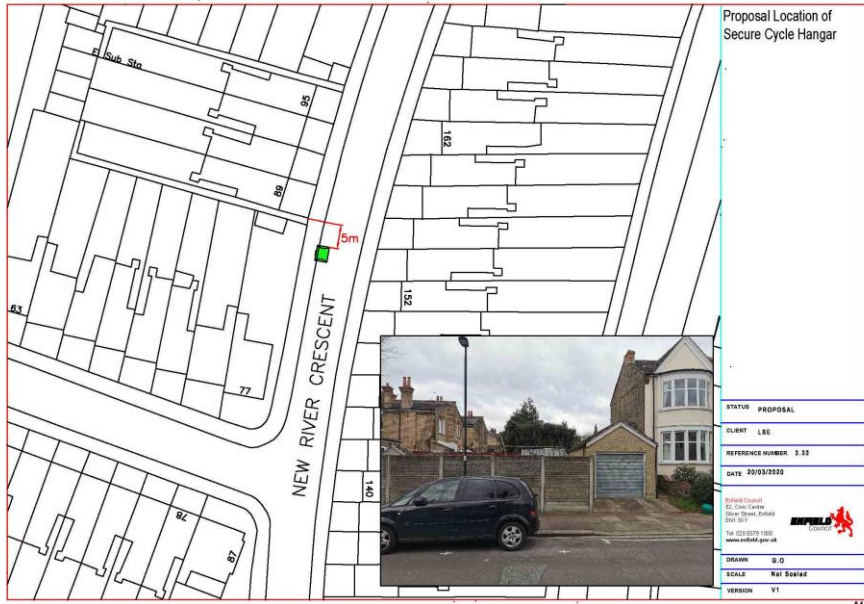 Proposal Location of
Secure Cycle Hangar
El Sub Sta
95
89
162
5m
152
63
77
NEW RIVER CRESCENT
140
78
87
STATUS PROPOSAL
CLIENT LBE
REFERENCE NUMBER 3.33
DATE 20/03/2020
Enfield Council
62, Civic Centre
Silver Street, Enfield
EN1 3XY
Tel: 020 8379 1000
www.enfield.gov.uk
ENFIELD
Council
DRAWN G.O
SCALE Not Scaled
VERSION V1